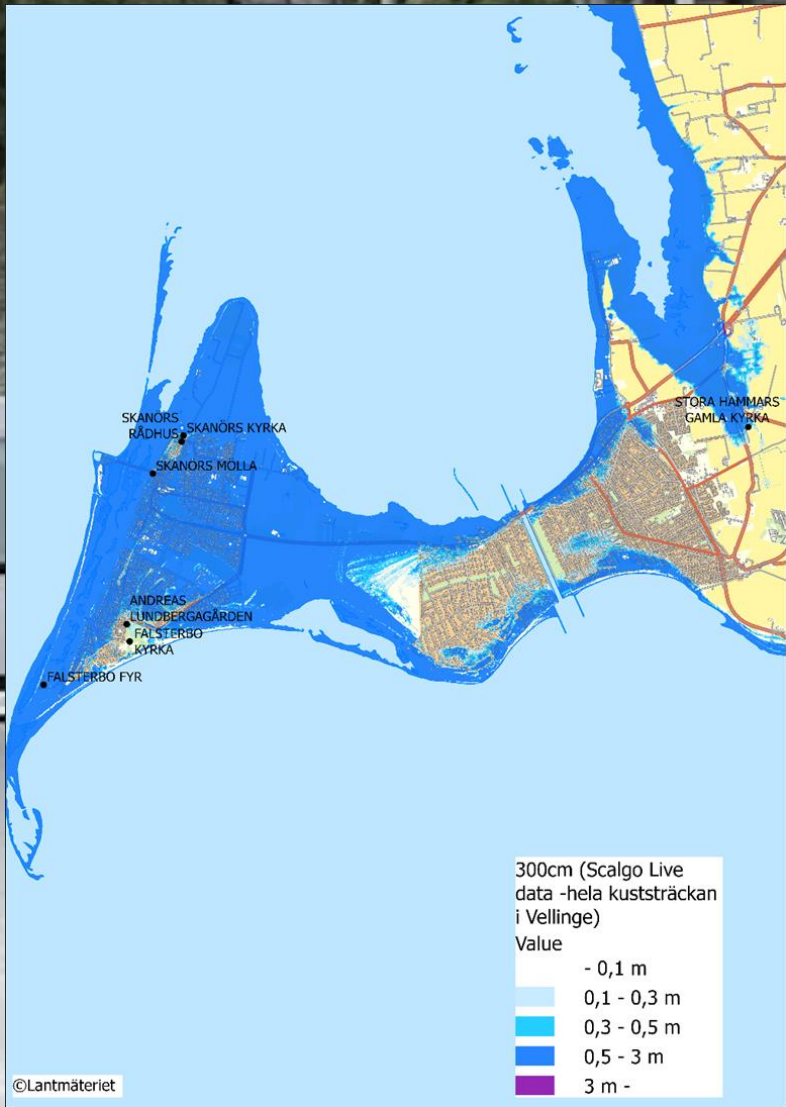 STORA HAMMARS
GAMLA KYRKA
SKANÖRS
RÅDHUS
SKANÖRS KYRKA
SKANÖRS MÖLLA
ANDREAS
LUNDBERGAGÅRDEN
FALSTERBO
KYRKA
FALSTERBO FYR
300cm (Scalgo Live
data -hela kuststräckan
i Vellinge)
Value
- 0,1 m
0,1 - 0,3 m
0,3 - 0,5 m
0,5 - 3 m
3 m -
©Lantmäteriet